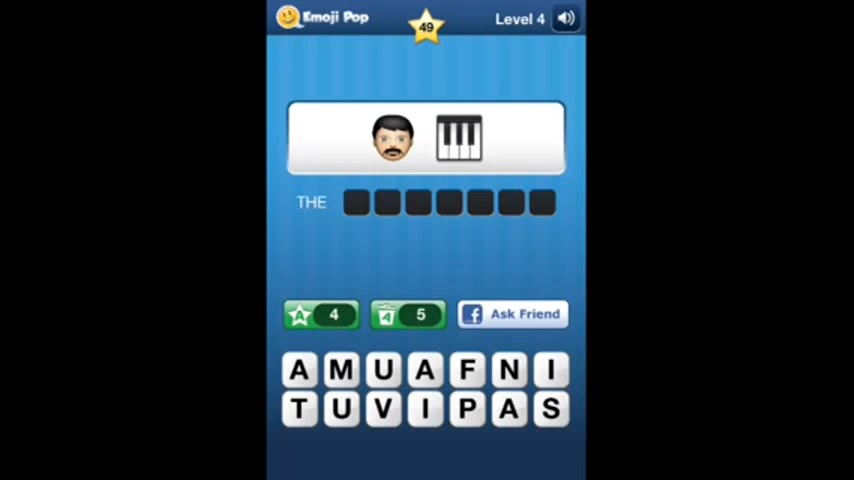 Emoji Pop
49
Level 4
THE
A 4
A 5
f Ask Friend
A M U A F N I
T U V I P A S